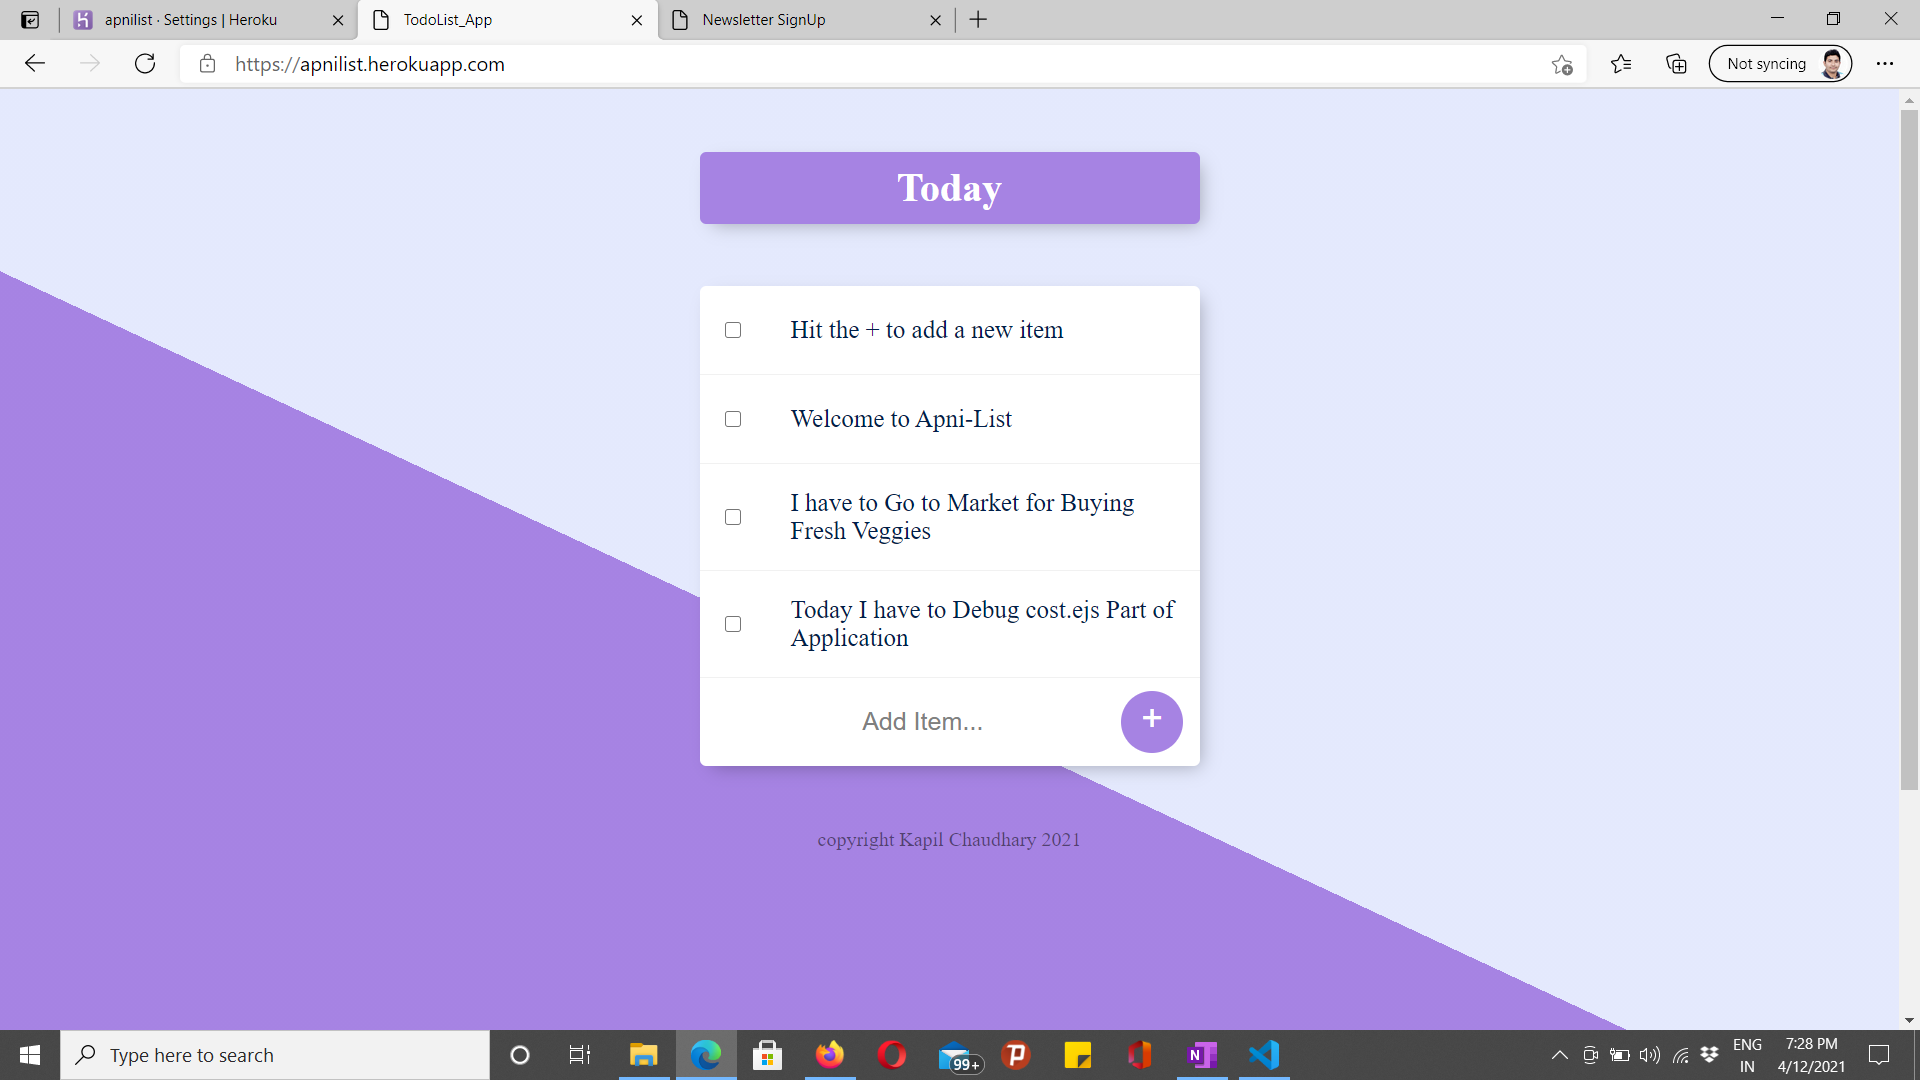 apnilist · Settings | Heroku
TodoList_App
Newsletter SignUp
https://apnilist.herokuapp.com
Not syncing
Today
Hit the + to add a new item
Welcome to Apni-List
I have to Go to Market for Buying
Fresh Veggies
Today I have to Debug cost.ejs Part of
Application
Add Item...
+
copyright Kapil Chaudhary 2021
Type here to search
99+
N
ENG
IN
7:28 PM
4/12/2021